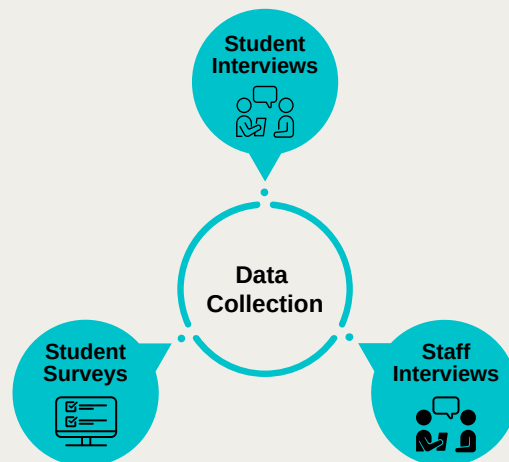 Student
Interviews
Data
Collection
Student
Surveys
Staff
Interviews